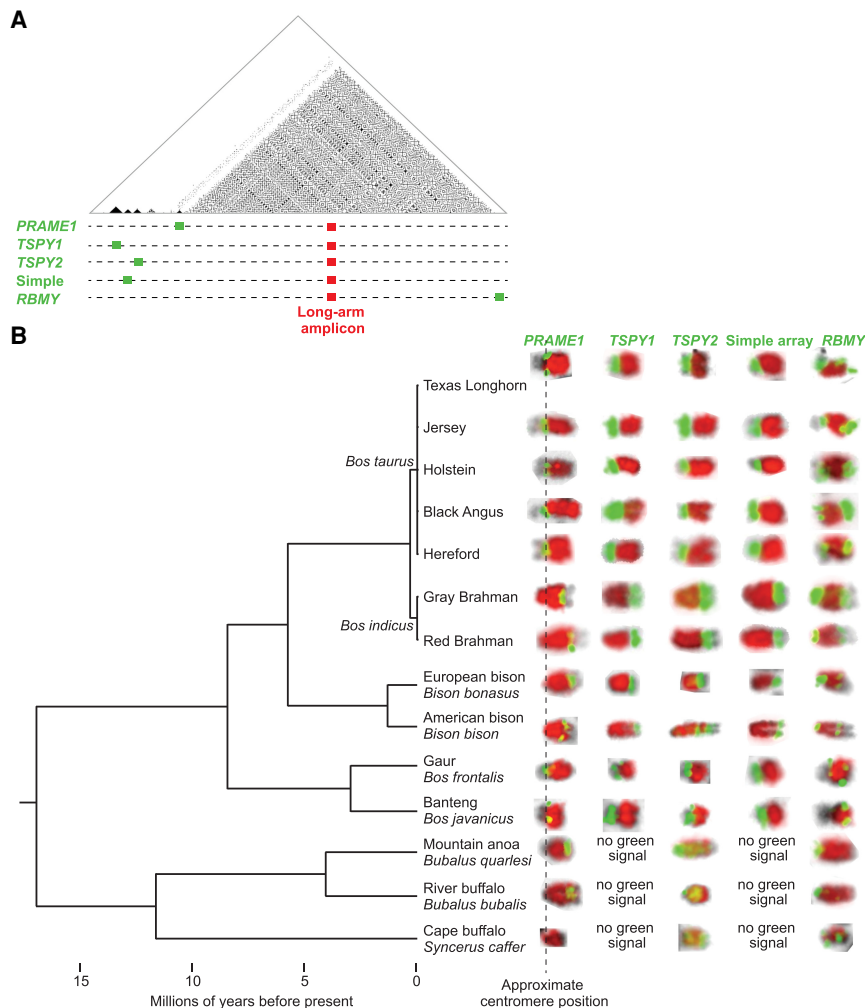 A
PRAME1
TSPY1
TSPY2
Simple
RBMY
Long-arm
amplicon
B
PRAME1 TSPY1 TSPY2 Simple array RBMY
Texas Longhorn
Jersey
Bos taurus
Holstein
Black Angus
Hereford
Gray Brahman
Bos indicus
Red Brahman
European bison
Bison bonasus
American bison
Bison bison
Gaur
Bos frontalis
Banteng
Bos javanicus
Mountain anoa
Bubalus quarlesi
no green
signal
no green
signal
River buffalo
Bubalus bubalis
no green
signal
no green
signal
Cape buffalo
Syncerus caffer
no green
signal
no green
signal
15 10 5 0
Millions of years before present
Approximate
centromere position